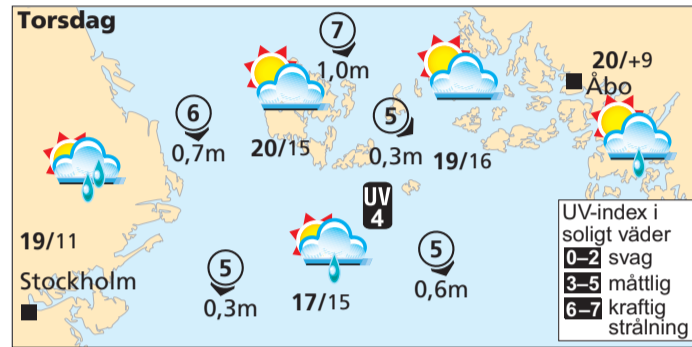 Torsdag
7
1,0m
20/+9
Åbo
6
0,7m
20/15
5
0,3m
19/16
UV
4
19/11
Stockholm
5
0,3m
17/15
5
0,6m
UV-index i
soligt väder
0–2 svag
3–5 måttlig
6–7 kraftig
strålning